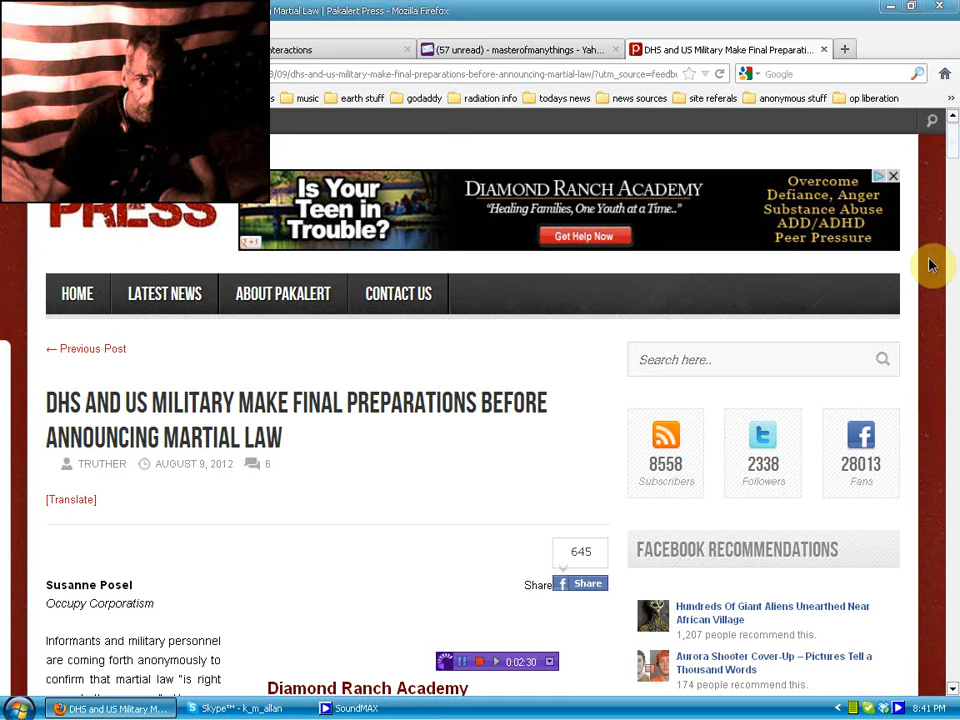 Martial Law | Pakalert Press - Mozilla Firefox
nteractions
(57 unread) - masterofmanythings - Yah...
DHS and US Military Make Final Preparati...
/09/dhs-and-us-military-make-final-preparations-before-announcing-martial-law/?utm_source=feedb
Google
music
earth stuff
godaddy
radiation info
todays news
news sources
site referals
anonymous stuff
op liberation
PRESS
Is Your
Teen in
Trouble?
+1
DIAMOND RANCH ACADEMY
"Healing Families, One Youth at a Time.."
Get Help Now
Overcome
Defiance, Anger
Substance Abuse
ADD/ADHD
Peer Pressure
HOME
LATEST NEWS
ABOUT PAKALERT
CONTACT US
← Previous Post
Search here..
DHS AND US MILITARY MAKE FINAL PREPARATIONS BEFORE
ANNOUNCING MARTIAL LAW
TRUTHER
AUGUST 9, 2012
6
[Translate]
8558
Subscribers
2338
Followers
28013
Fans
645
Share
Share
FACEBOOK RECOMMENDATIONS
Susanne Posel
Occupy Corporatism
Hundreds Of Giant Aliens Unearthed Near
African Village
1,207 people recommend this.
Informants and military personnel
are coming forth anonymously to
confirm that martial law "is right
Aurora Shooter Cover-Up – Pictures Tell a
Thousand Words
174 people recommend this.
0:02:30
Diamond Ranch Academy
DHS and US Military M...
Skype™ - k_m_allan
SoundMAX
8:41 PM